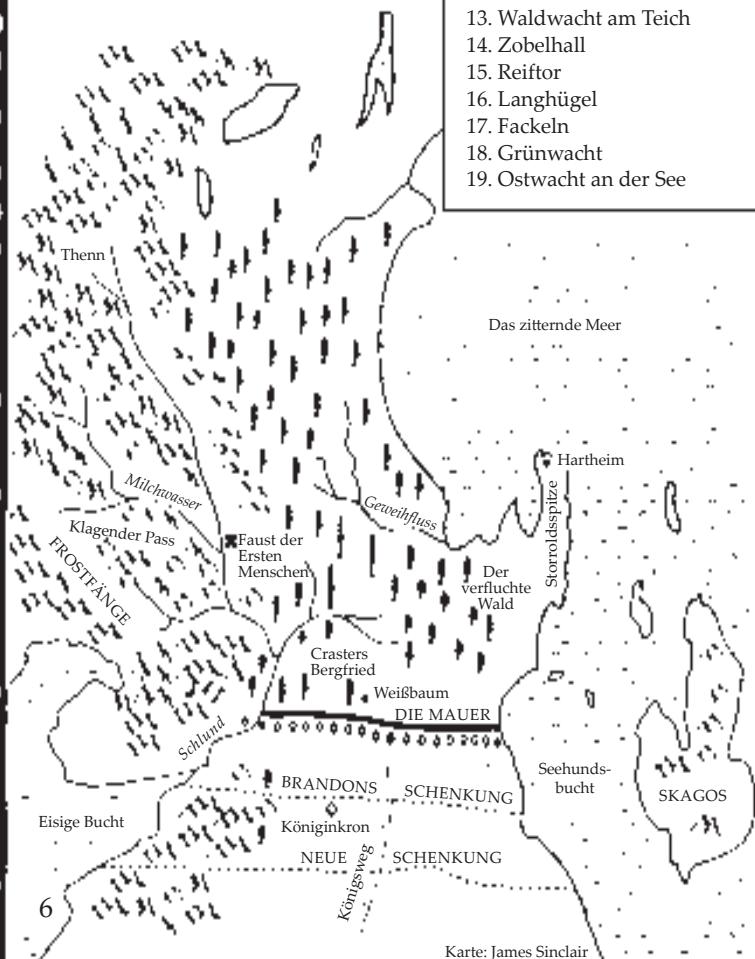 13. Waldwacht am Teich
14. Zobelhall
15. Reiftor
16. Langhügel
17. Fackeln
18. Grünwacht
19. Ostwacht an der See
Thenn
Das zitternde Meer
Hartheim
Storroldsspitze
Milchwasser
Geweihfluss
Klagender Pass
FROSTFÄNGE
Faust der
Ersten
Menschen
Der
verfluchte
Wald
Crasters
Bergfried
Weißbaum
DIE MAUER
Schlund
Seehunds-
bucht
SKAGOS
BRANDONS SCHENKUNG
Eisige Bucht
Königinkron
NEUE SCHENKUNG
Königsweg
6
Karte: James Sinclair